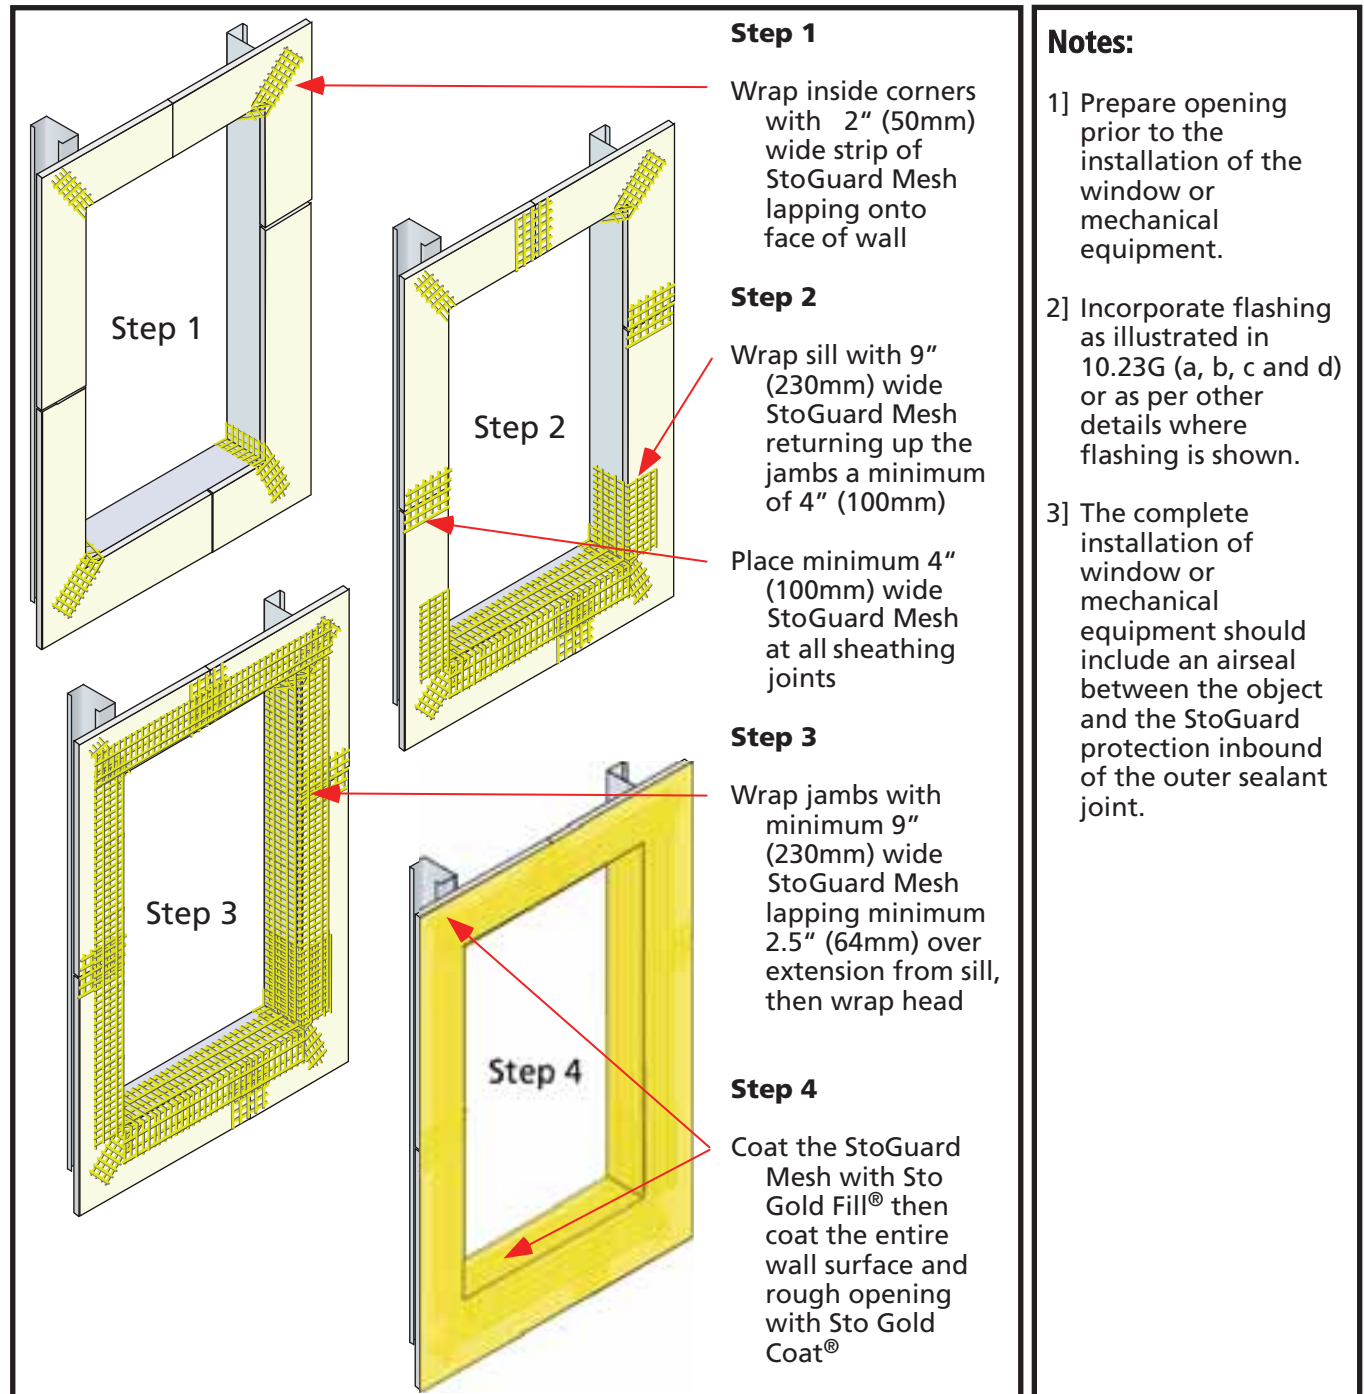 Step 1
Wrap inside corners
with 2" (50mm)
wide strip of
StoGuard Mesh
lapping onto
face of wall
Step 2
Wrap sill with 9"
(230mm) wide
StoGuard Mesh
returning up the
jambs a minimum
of 4" (100mm)
Place minimum 4"
(100mm) wide
StoGuard Mesh
at all sheathing
joints
Step 3
Wrap jambs with
minimum 9"
(230mm) wide
StoGuard Mesh
lapping minimum
2.5" (64mm) over
extension from sill,
then wrap head
Step 4
Coat the StoGuard
Mesh with Sto
Gold Fill® then
coat the entire
wall surface and
rough opening
with Sto Gold
Coat®
Step 1
Step 2
Step 3
Step 4
Notes:
1] Prepare opening
prior to the
installation of the
window or
mechanical
equipment.
2] Incorporate flashing
as illustrated in
10.23G (a, b, c and d)
or as per other
details where
flashing is shown.
3] The complete
installation of
window or
mechanical
equipment should
include an airseal
between the object
and the StoGuard
protection inbound
of the outer sealant
joint.